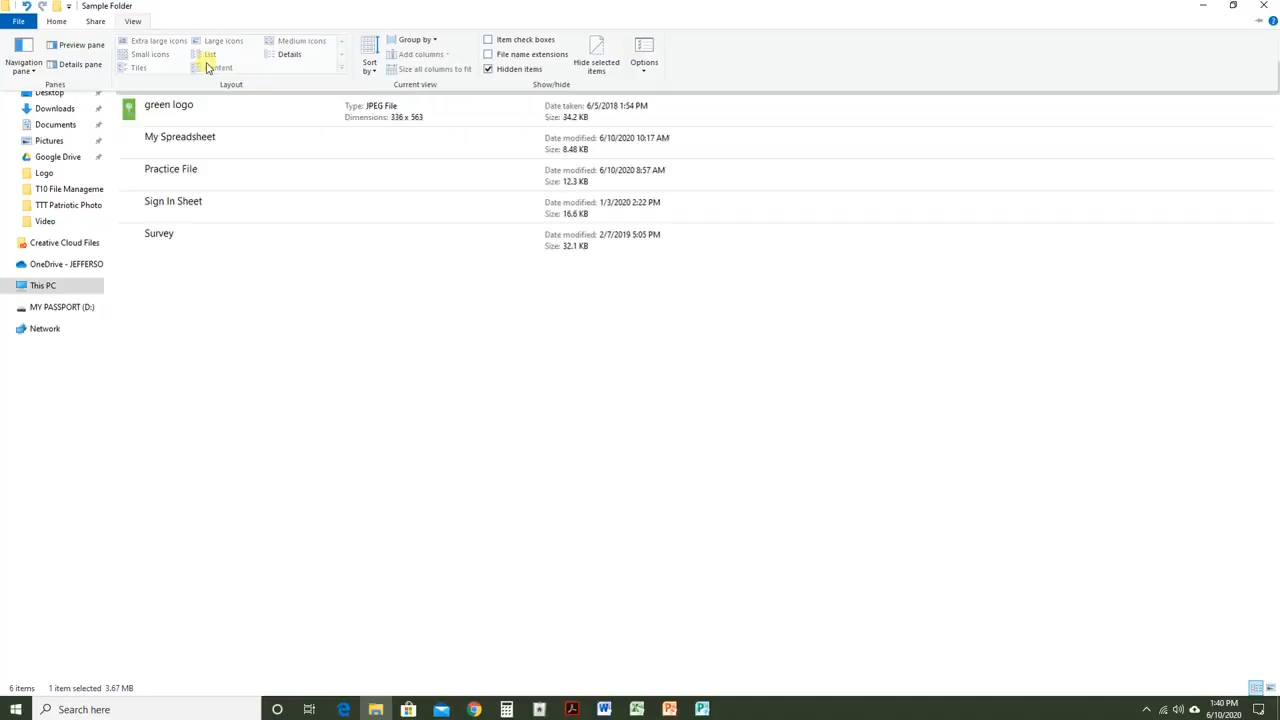 Sample Folder
File Home Share View
Navigation pane
Preview pane
Details pane
Panes
Extra large icons Large icons Medium icons
Small icons List Details
Tiles
Layout
Sort by
Group by
Add columns
Size all columns to fit
Current view
Item check boxes
File name extensions
Hidden items
Hide selected items
Show/hide
Options
Desktop
Downloads
Documents
Pictures
Google Drive
Logo
T10 File Manageme
TTT Patriotic Photo
Video
Creative Cloud Files
OneDrive - JEFFERSO
This PC
MY PASSPORT (D:)
Network
green logo Type: JPEG File Date taken: 6/5/2018 1:54 PM
Dimensions: 336 x 563 Size: 34.2 KB
My Spreadsheet Date modified: 6/10/2020 10:17 AM
Size: 8.48 KB
Practice File Date modified: 6/10/2020 8:57 AM
Size: 12.3 KB
Sign In Sheet Date modified: 1/3/2020 2:22 PM
Size: 16.6 KB
Survey Date modified: 2/7/2019 5:05 PM
Size: 32.1 KB
6 items 1 item selected 3.67 MB
Search here
1:40 PM
6/10/2020